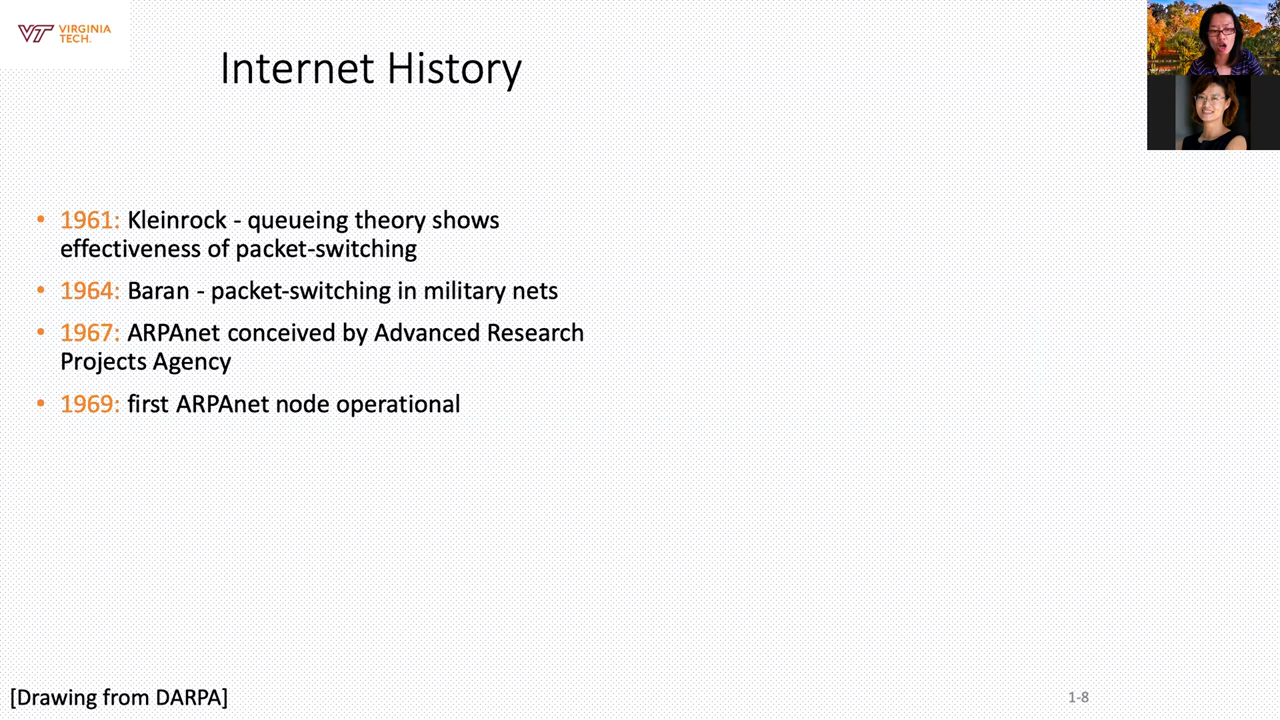 VT VIRGINIA
TECH.
Internet History
• 1961: Kleinrock - queueing theory shows
effectiveness of packet-switching
• 1964: Baran - packet-switching in military nets
• 1967: ARPAnet conceived by Advanced Research
Projects Agency
• 1969: first ARPAnet node operational
[Drawing from DARPA]
1-8